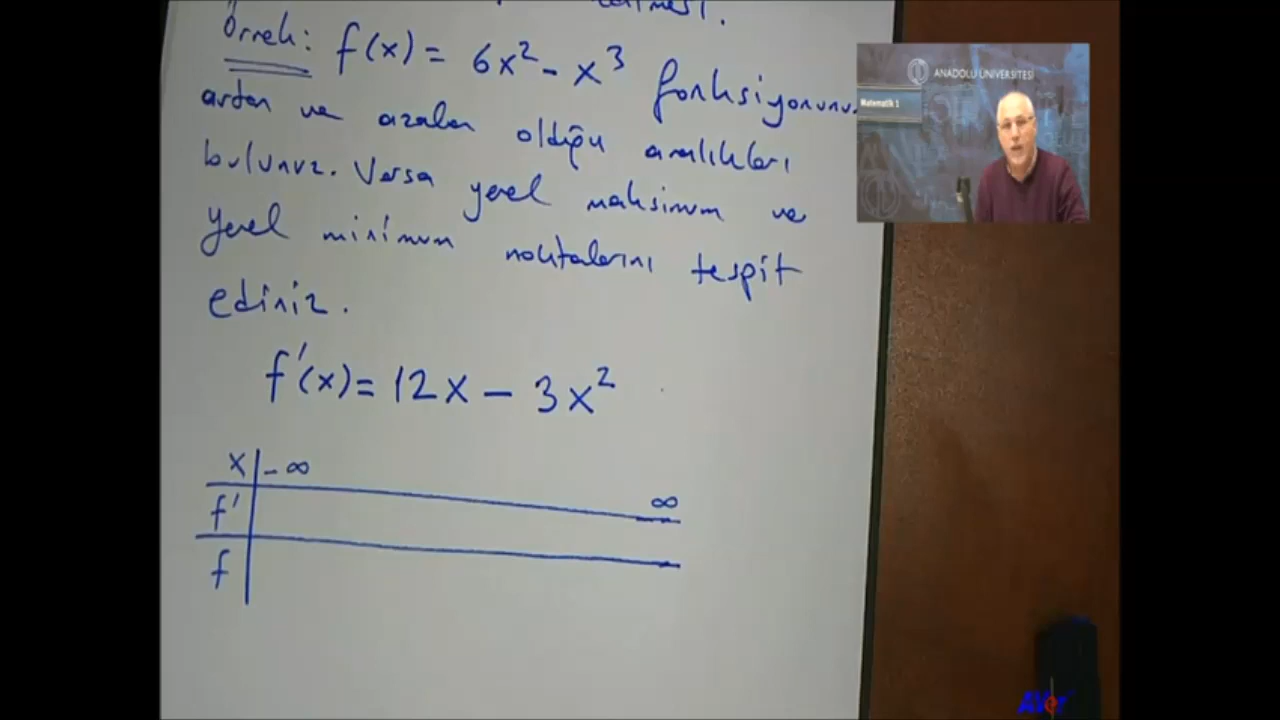 Örnek: f(x) = 6x² - x³ fonksiyonunun
artan ve azalan olduğu aralıkları
bulunuz. Varsa yerel maksimum ve
yerel minimum noktalarını tespit
ediniz.
f'(x) = 12x - 3x²
x -∞ ∞
f'
f
ANADOLU ÜNİVERSİTESİ
Matematik 1
AVer